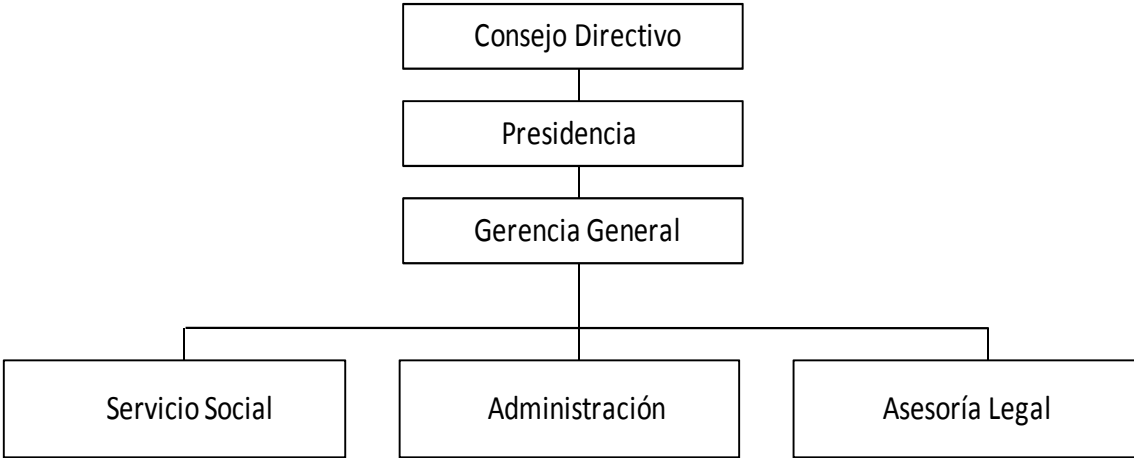 Consejo Directivo
Presidencia
Gerencia General
Servicio Social
Administración
Asesoría Legal